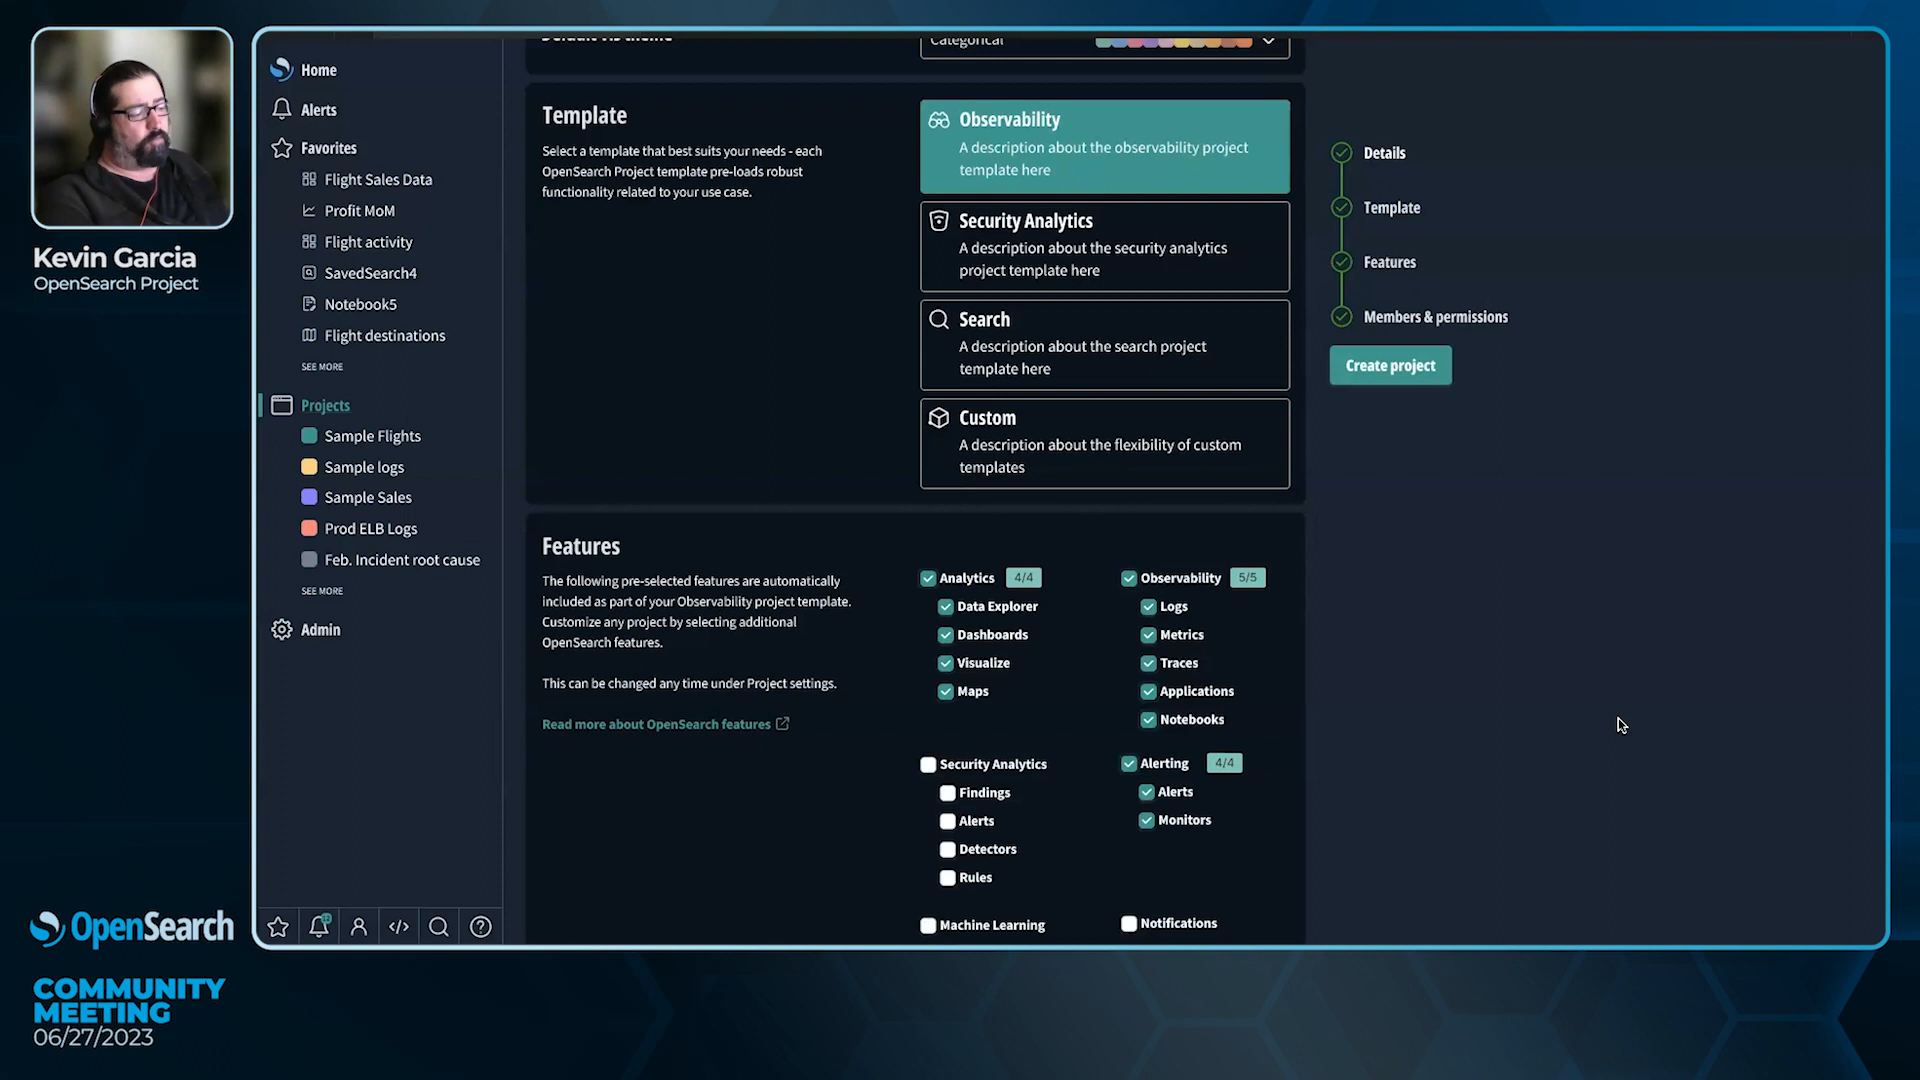 Kevin Garcia
OpenSearch Project
OpenSearch
COMMUNITY
MEETING
06/27/2023
Home
Alerts
Favorites
Flight Sales Data
Profit MoM
Flight activity
SavedSearch4
Notebook5
Flight destinations
SEE MORE
Projects
Sample Flights
Sample logs
Sample Sales
Prod ELB Logs
Feb. Incident root cause
SEE MORE
Admin
Default vis theme
Categorical
Template
Select a template that best suits your needs - each
OpenSearch Project template pre-loads robust
functionality related to your use case.
Observability
A description about the observability project
template here
Security Analytics
A description about the security analytics
project template here
Search
A description about the search project
template here
Custom
A description about the flexibility of custom
templates
Features
The following pre-selected features are automatically
included as part of your Observability project template.
Customize any project by selecting additional
OpenSearch features.
This can be changed any time under Project settings.
Read more about OpenSearch features
Analytics 4/4
Data Explorer
Dashboards
Visualize
Maps
Observability 5/5
Logs
Metrics
Traces
Applications
Notebooks
Security Analytics
Findings
Alerts
Detectors
Rules
Alerting 4/4
Alerts
Monitors
Machine Learning
Notifications
Details
Template
Features
Members & permissions
Create project